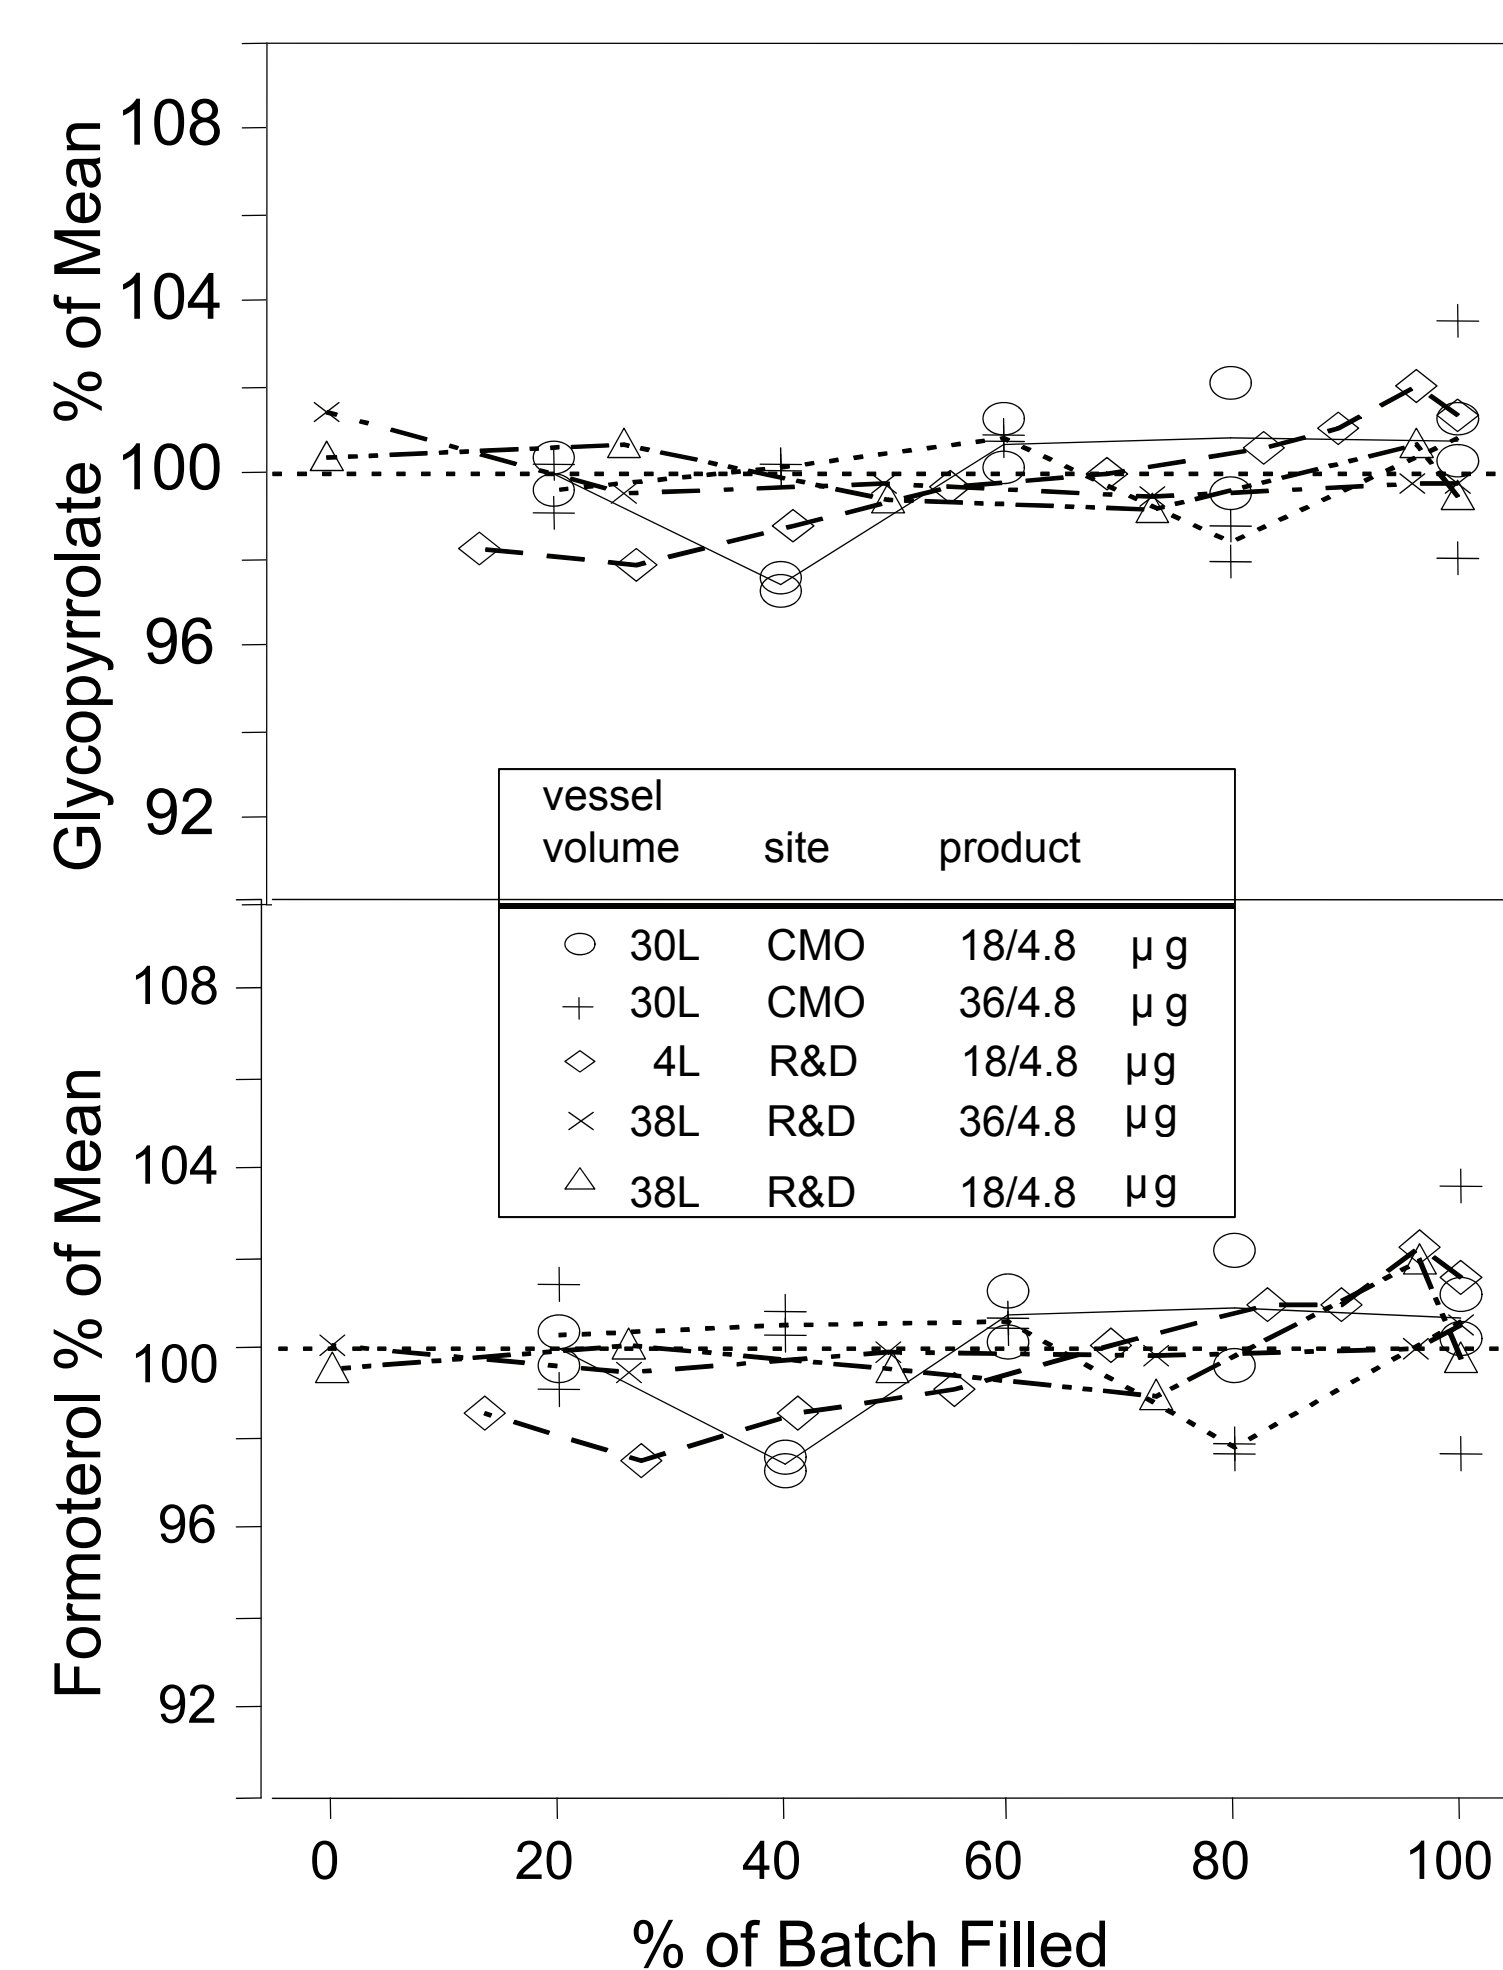 Glycopyrrolate % of Mean
108
104
100
96
92
vessel
volume site product
30L CMO 18/4.8 µ g
30L CMO 36/4.8 µ g
4L R&D 18/4.8 µg
38L R&D 36/4.8 µg
38L R&D 18/4.8 µg
Formoterol % of Mean
108
104
100
96
92
0 20 40 60 80 100
% of Batch Filled